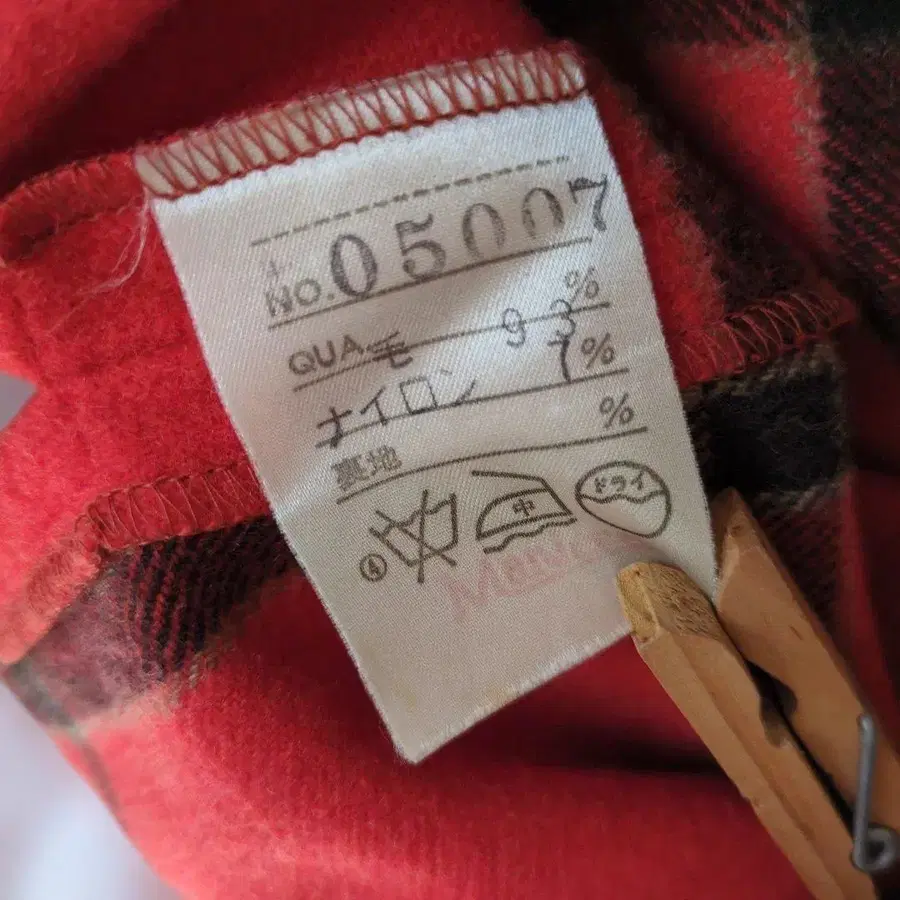 NO. 05007
QUA 毛 93%
ナイロン 7%
裏地 %
中 ドライ